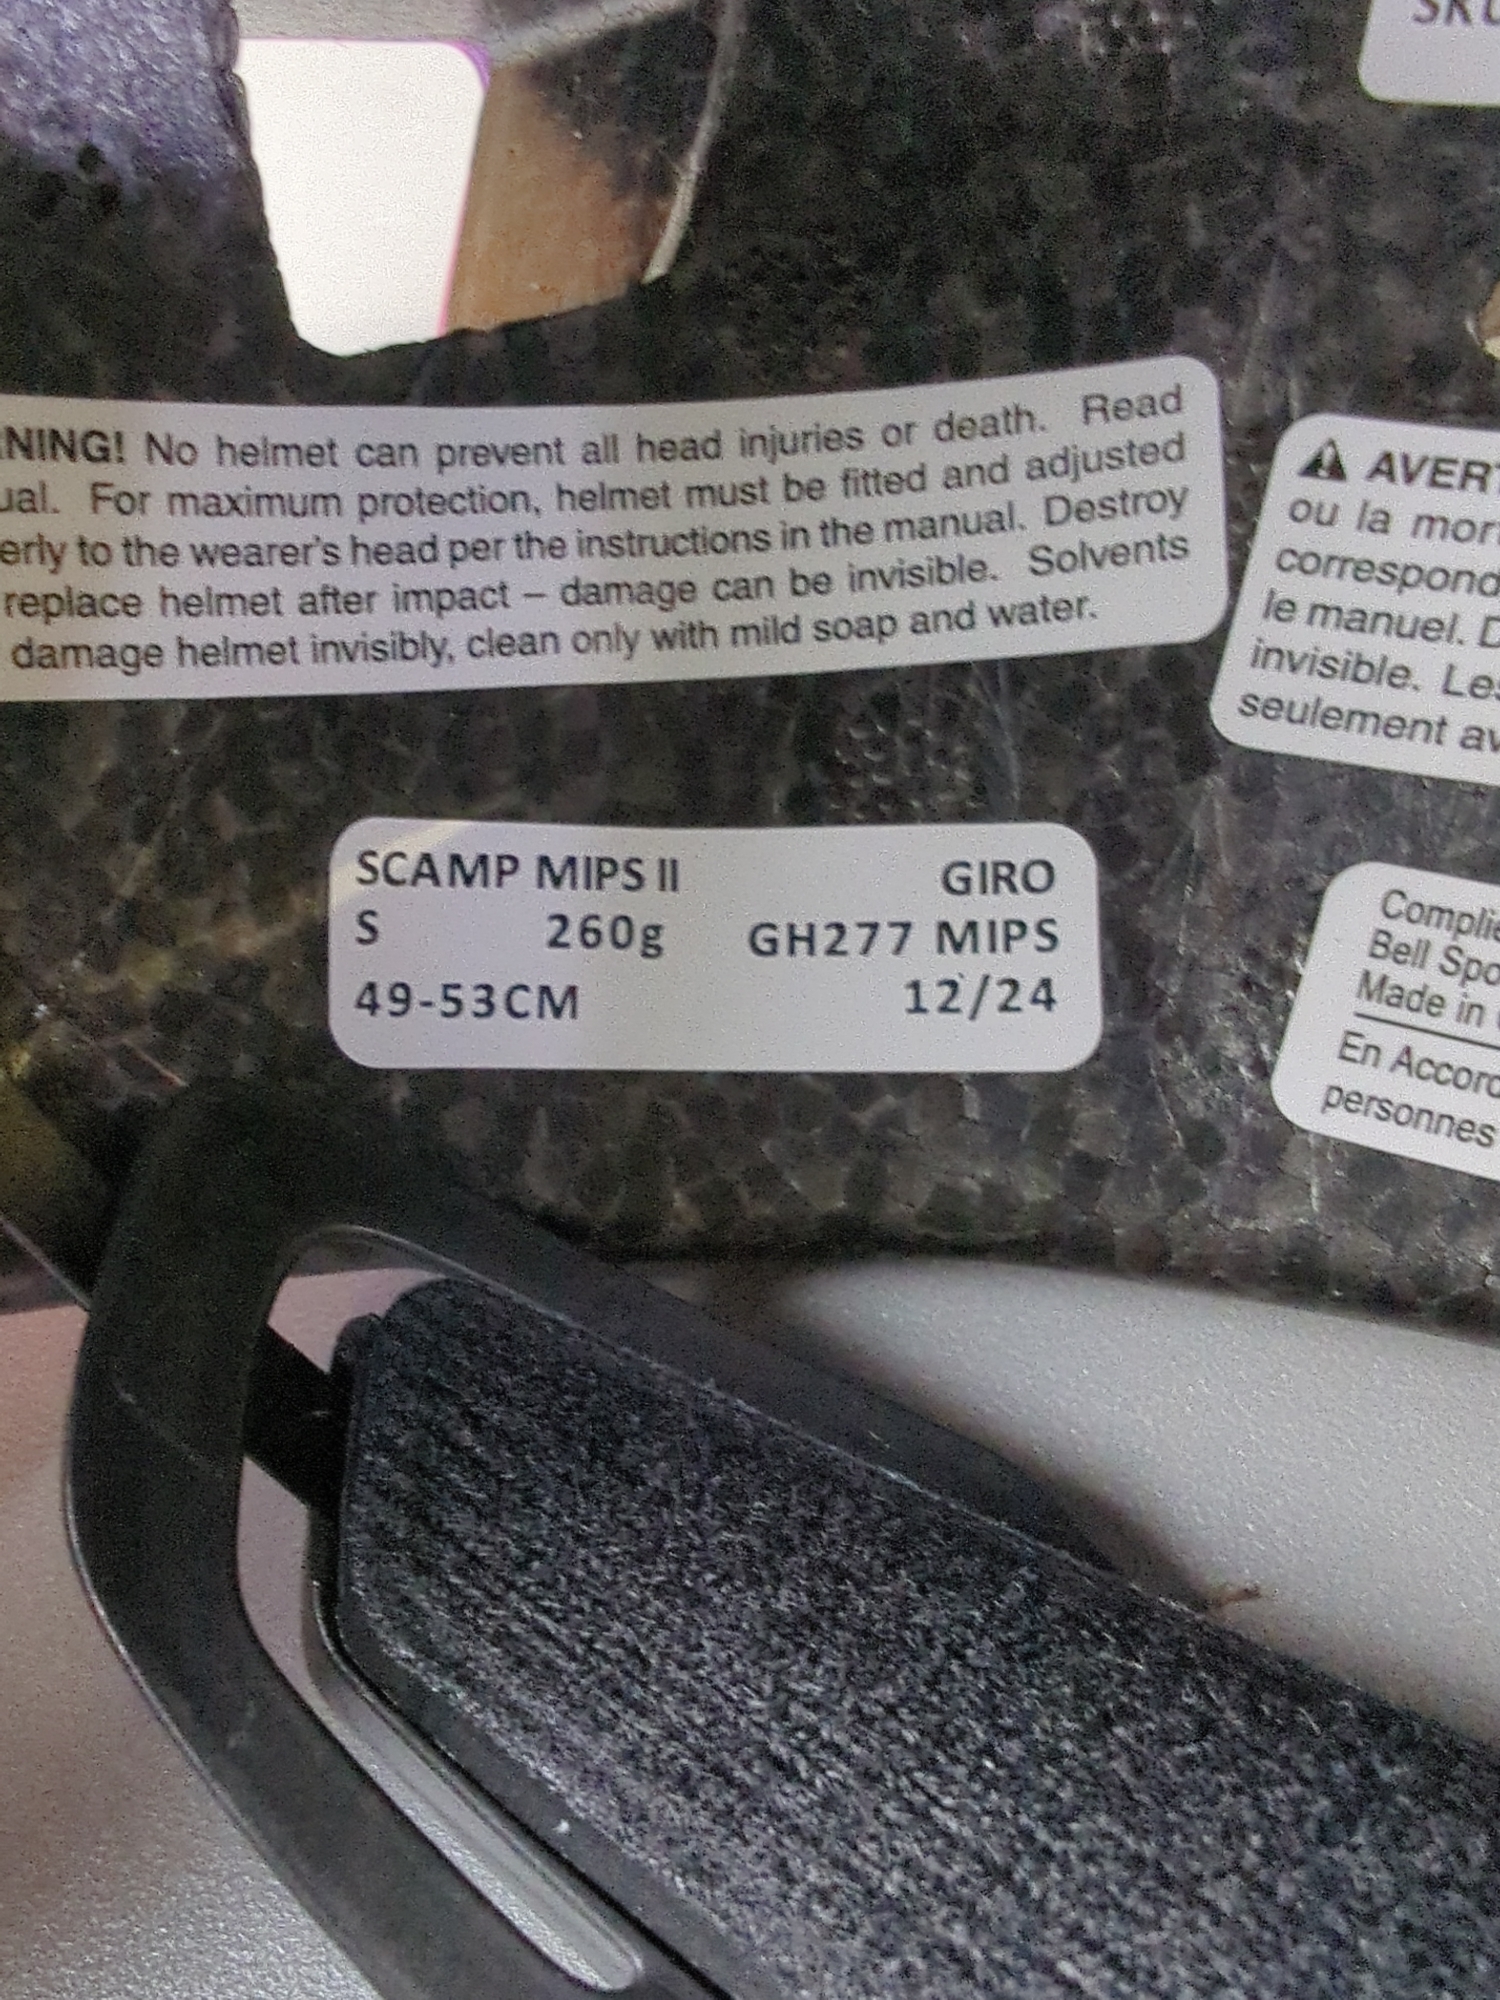 NING! No helmet can prevent all head injuries or death. Read
ual. For maximum protection, helmet must be fitted and adjusted
erly to the wearer's head per the instructions in the manual. Destroy
replace helmet after impact – damage can be invisible. Solvents
damage helmet invisibly, clean only with mild soap and water.
AVERT
ou la mor
correspond
le manuel. D
invisible. Les
seulement av
SCAMP MIPS II GIRO
S 260g GH277 MIPS
49-53CM 12/24
Complie
Bell Spo
Made in
En Accord
personnes